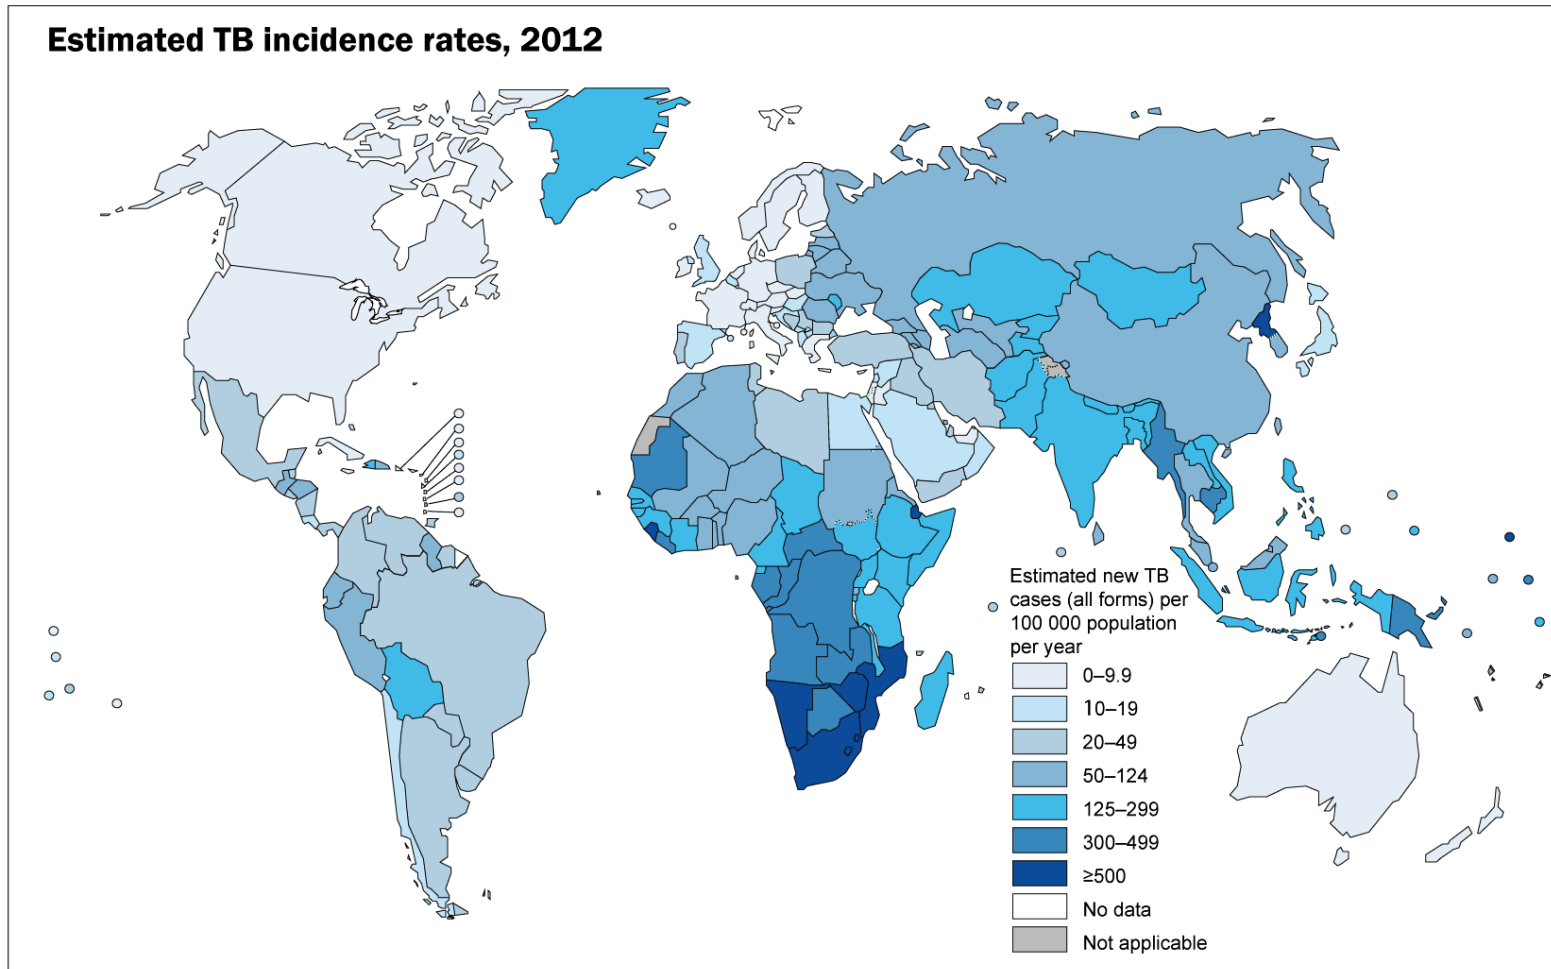 Estimated TB incidence rates, 2012
Estimated new TB
cases (all forms) per
100 000 population
per year
0–9.9
10–19
20–49
50–124
125–299
300–499
≥500
No data
Not applicable